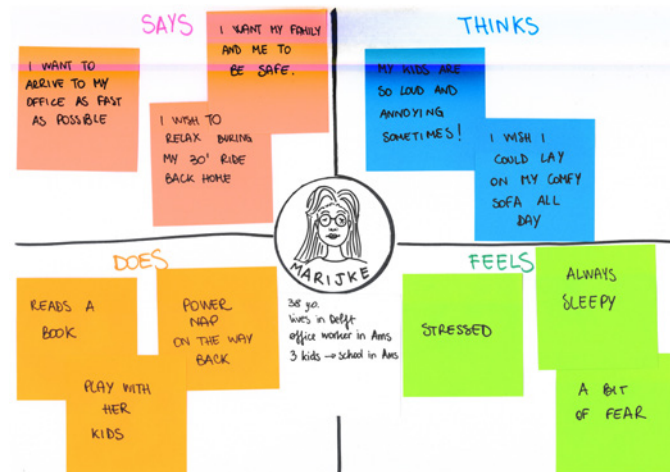 SAYS
I WANT TO
ARRIVE TO MY
OFFICE AS FAST
AS POSSIBLE
I WANT MY FAMILY
AND ME TO
BE SAFE.
I WISH TO
RELAX DURING
MY 30' RIDE
BACK HOME
THINKS
MY KIDS ARE
SO LOUD AND
ANNOYING
SOMETIMES!
I WISH I
COULD LAY
ON MY COMFY
SOFA ALL
DAY
MARIJKE
38 y.o.
lives in Delft
office worker in Ams
3 kids → school in Ams
DOES
READS A
BOOK
POWER
NAP
ON THE WAY
BACK
PLAY WITH
HER
KIDS
FEELS
STRESSED
ALWAYS
SLEEPY
A BIT
OF FEAR